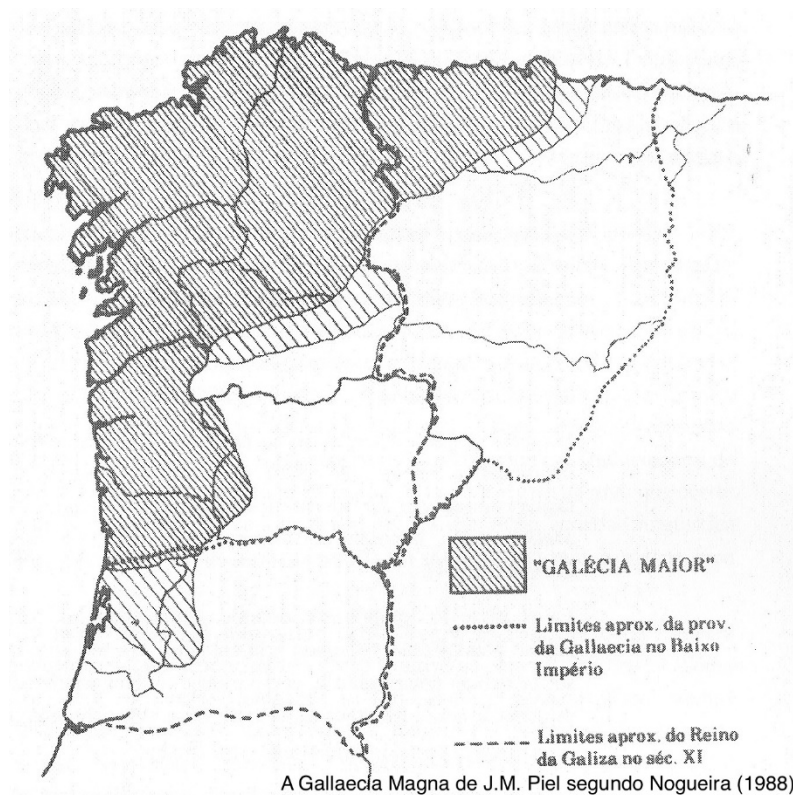 "GALÉCIA MAIOR"
Limites aprox. da prov.
da Gallaecia no Baixo
Império
Limites aprox. do Reino
da Galiza no séc. XI
A Gallaecia Magna de J.M. Piel segundo Nogueira (1988)